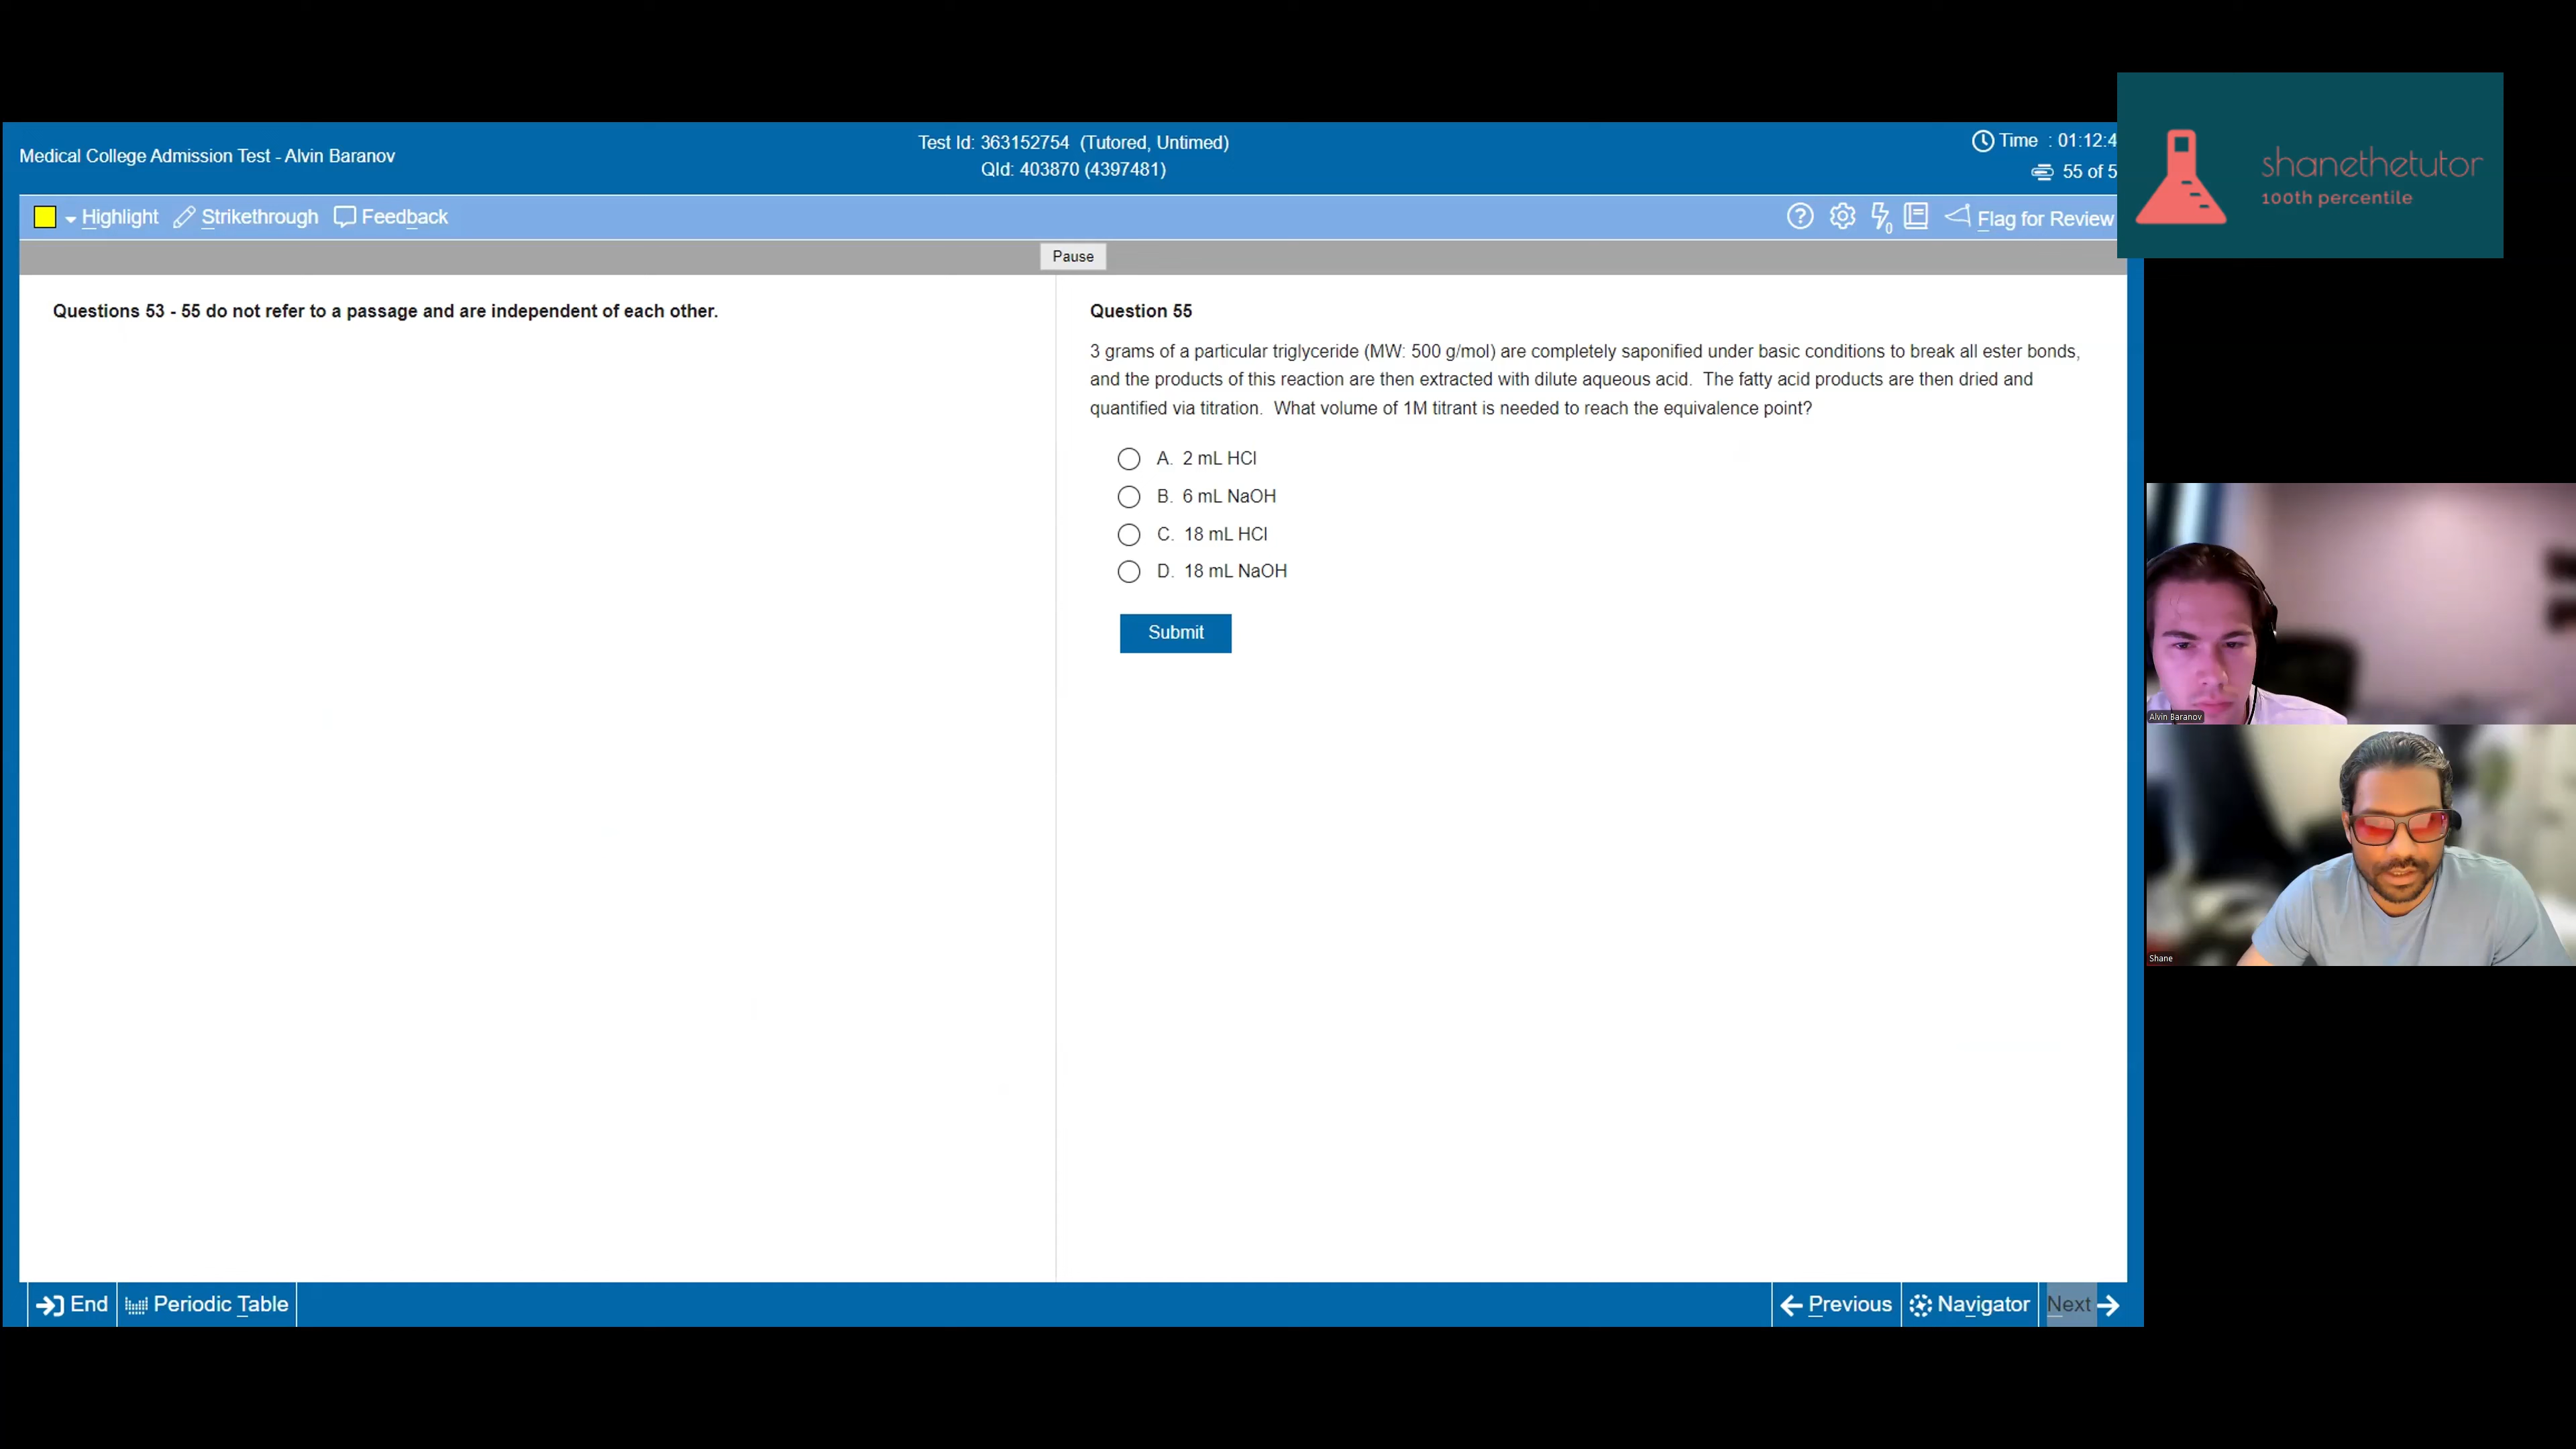 Medical College Admission Test - Alvin Baranov
Test Id: 363152754 (Tutored, Untimed)
QId: 403870 (4397481)
Time : 01:12:4
55 of 5
shanethetutor
100th percentile
Highlight Strikethrough Feedback
Flag for Review
Pause
Questions 53 - 55 do not refer to a passage and are independent of each other.
Question 55
3 grams of a particular triglyceride (MW: 500 g/mol) are completely saponified under basic conditions to break all ester bonds,
and the products of this reaction are then extracted with dilute aqueous acid. The fatty acid products are then dried and
quantified via titration. What volume of 1M titrant is needed to reach the equivalence point?
A. 2 mL HCl
B. 6 mL NaOH
C. 18 mL HCl
D. 18 mL NaOH
Submit
Alvin Baranov
Shane
End Periodic Table
Previous Navigator Next